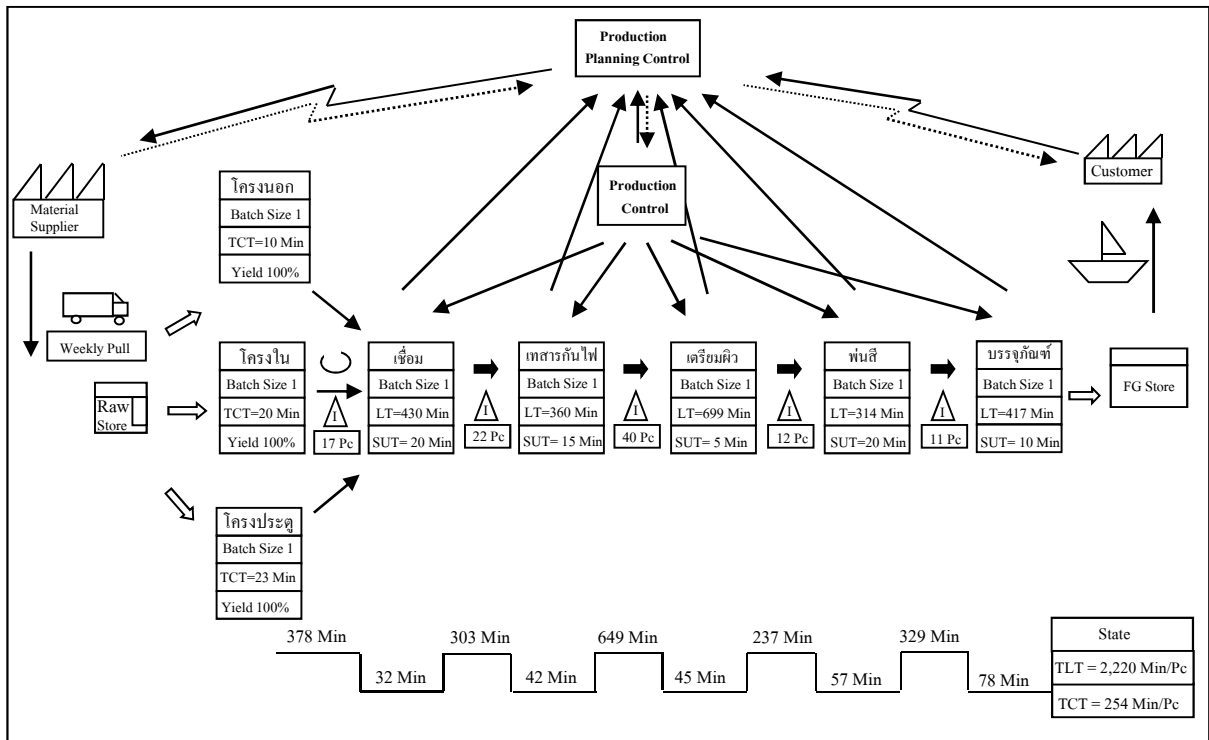 Production
Planning Control
Material
Supplier
Customer
Production
Control
โครงนอก
Batch Size 1
TCT=10 Min
Yield 100%
Weekly Pull
Raw
Store
โครงใน
Batch Size 1
TCT=20 Min
Yield 100%
I
17 Pc
เชื่อม
Batch Size 1
LT=430 Min
SUT= 20 Min
I
22 Pc
เทสารกันไฟ
Batch Size 1
LT=360 Min
SUT= 15 Min
I
40 Pc
เตรียมผิว
Batch Size 1
LT=699 Min
SUT= 5 Min
I
12 Pc
พ่นสี
Batch Size 1
LT=314 Min
SUT=20 Min
I
11 Pc
บรรจุภัณฑ์
Batch Size 1
LT=417 Min
SUT= 10 Min
FG Store
โครงประตู
Batch Size 1
TCT=23 Min
Yield 100%
378 Min
32 Min
303 Min
42 Min
649 Min
45 Min
237 Min
57 Min
329 Min
78 Min
State
TLT = 2,220 Min/Pc
TCT = 254 Min/Pc